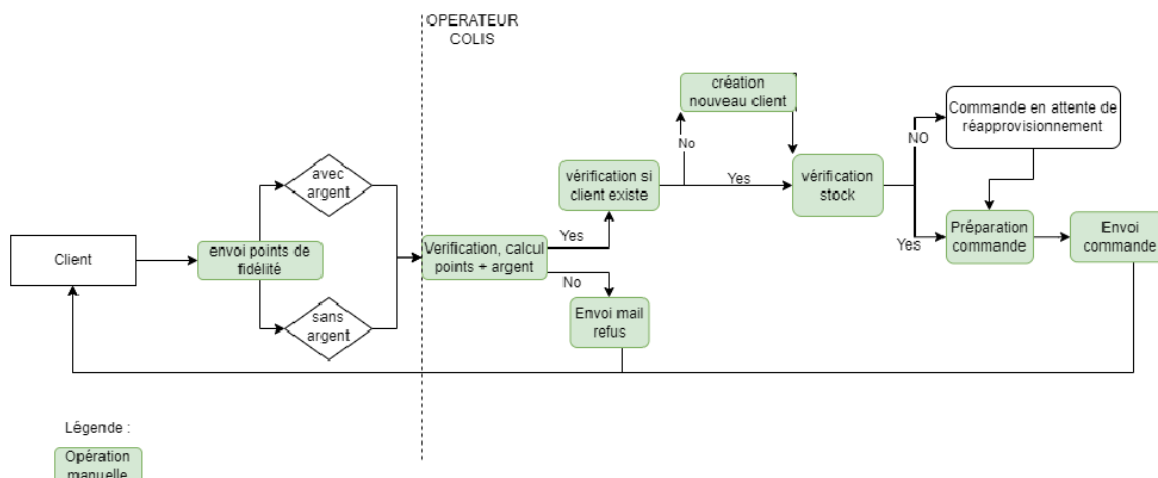 OPERATEUR
COLIS
création
nouveau client
Commande en attente de
réapprovisionnement
No
NO
avec
argent
vérification si
client existe
Yes
vérification
stock
Client
envoi points de
fidélité
Verification, calcul
points + argent
Yes
Yes
Préparation
commande
Envoi
commande
No
sans
argent
Envoi mail
refus
Légende :
Opération
manuelle